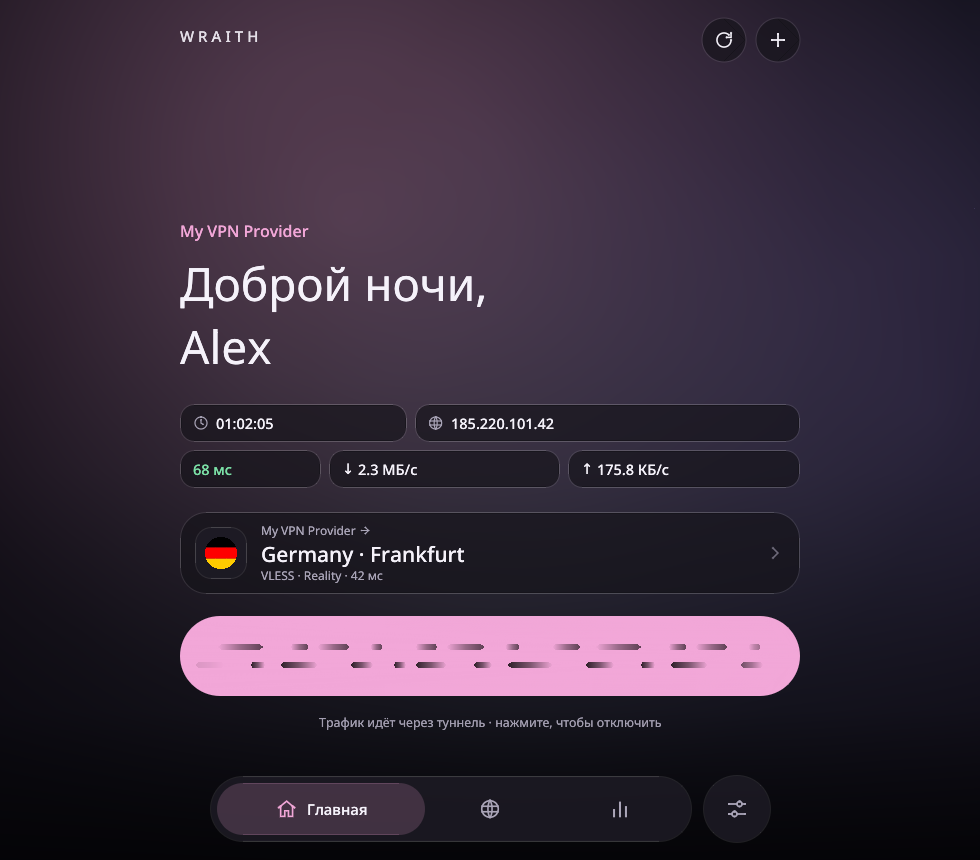 WRAITH
My VPN Provider
Доброй ночи,
Alex
01:02:05
185.220.101.42
68 мс
↓ 2.3 МБ/с
↑ 175.8 КБ/с
My VPN Provider →
Germany · Frankfurt
VLESS · Reality · 42 мс
Трафик идёт через туннель · нажмите, чтобы отключить
Главная